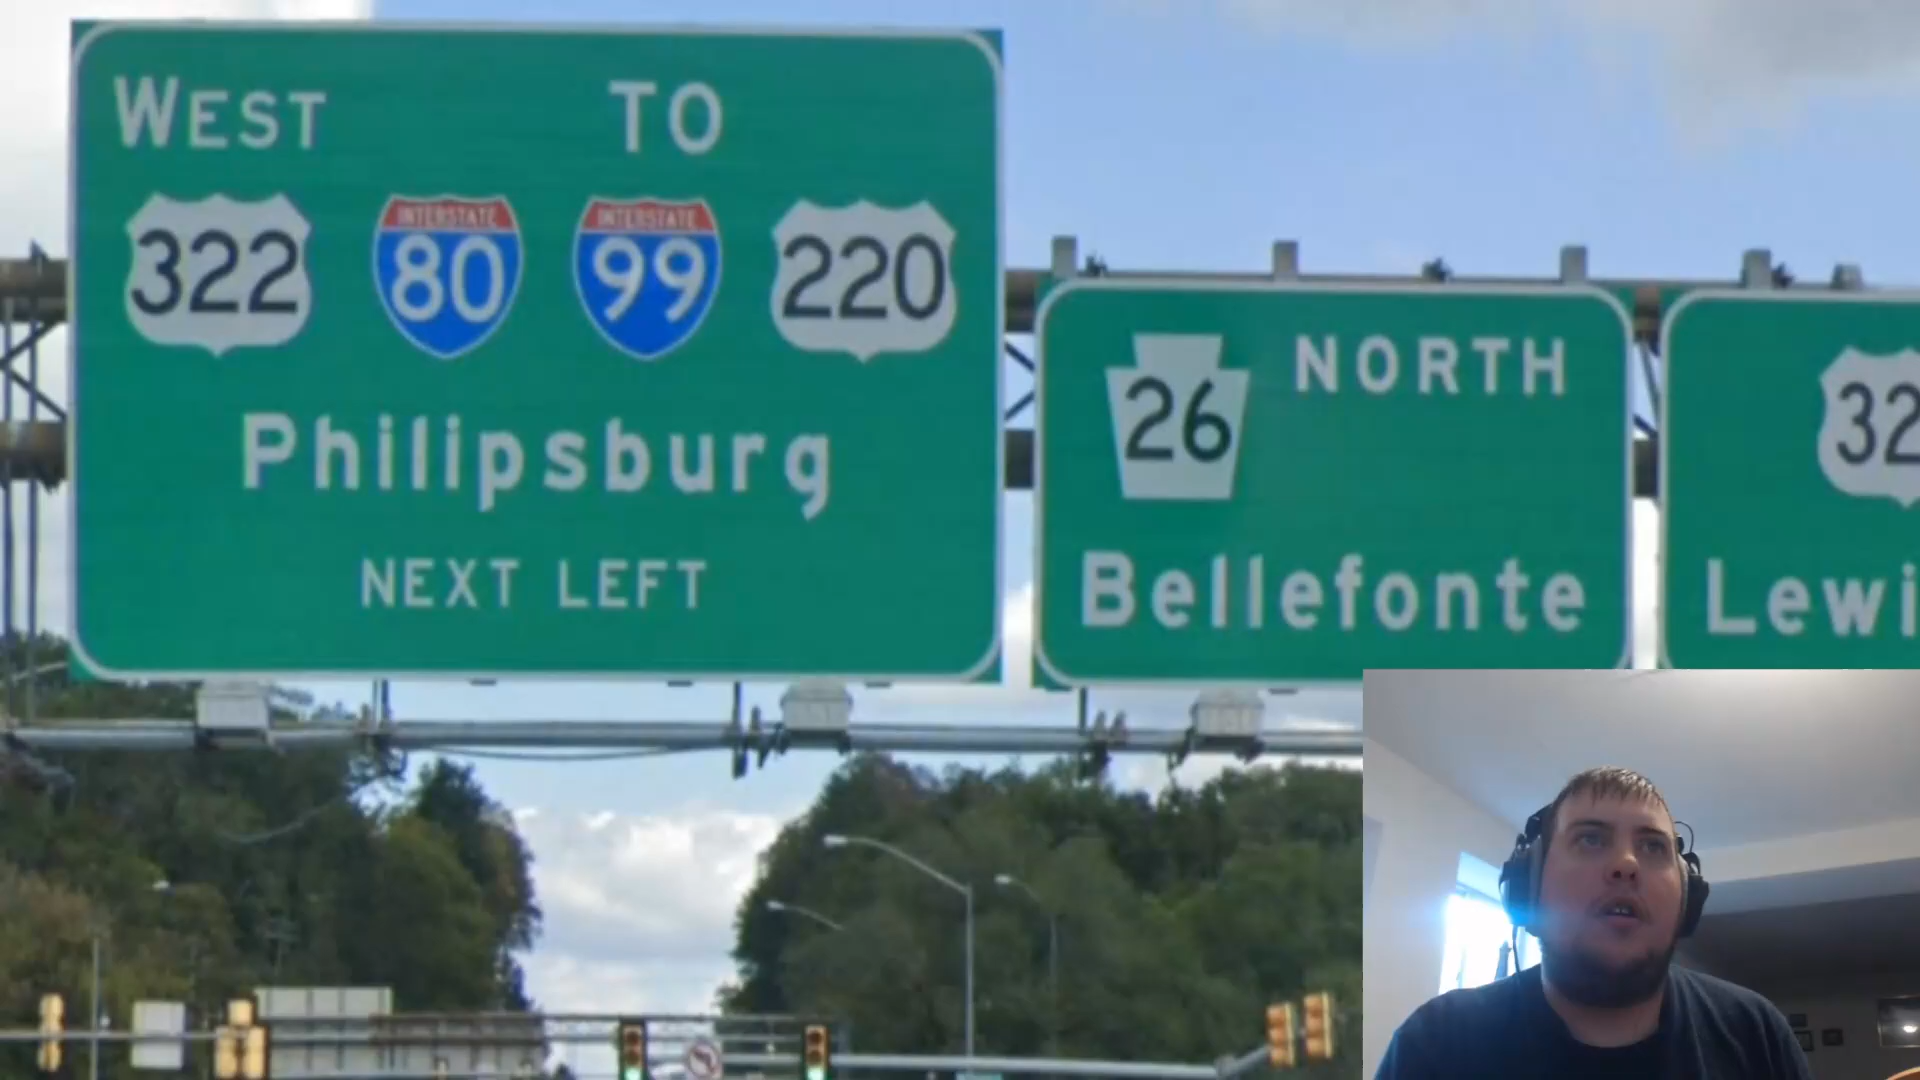 WEST TO
322 INTERSTATE 80 INTERSTATE 99 220
Philipsburg
NEXT LEFT
26 NORTH
Bellefonte
32
Lewi